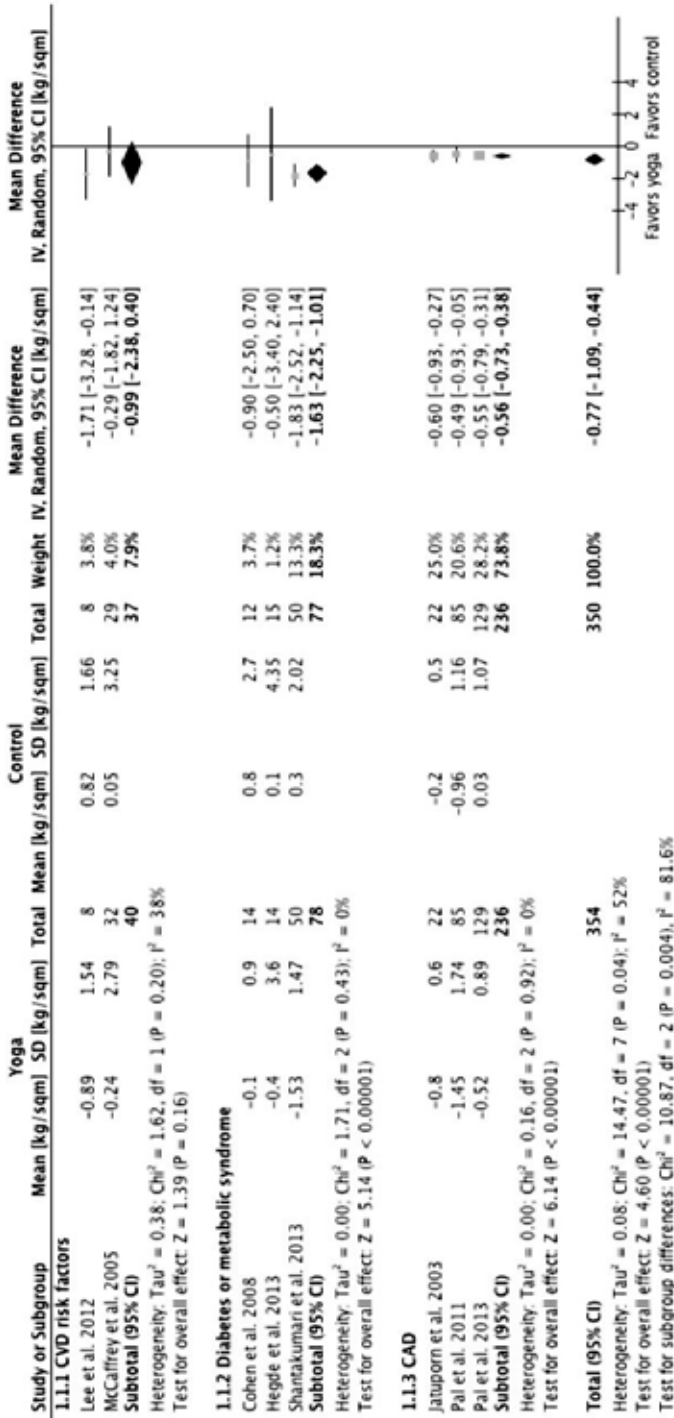 Yoga Control Mean Difference Mean Difference
Study or Subgroup Mean [kg/sqm] SD [kg/sqm] Total Mean [kg/sqm] SD [kg/sqm] Total Weight IV, Random, 95% CI [kg/sqm] IV, Random, 95% CI [kg/sqm]
1.1.1 CVD risk factors
Lee et al. 2012 -0.89 1.54 8 0.82 1.66 8 3.8% -1.71 [-3.28, -0.14]
McCaffrey et al. 2005 -0.24 2.79 32 0.05 3.25 29 4.0% -0.29 [-1.82, 1.24]
Subtotal (95% CI) 40 37 7.9% -0.99 [-2.38, 0.40]
Heterogeneity: Tau² = 0.38; Chi² = 1.62, df = 1 (P = 0.20); I² = 38%
Test for overall effect: Z = 1.39 (P = 0.16)
1.1.2 Diabetes or metabolic syndrome
Cohen et al. 2008 -0.1 0.9 14 0.8 2.7 12 3.7% -0.90 [-2.50, 0.70]
Hegde et al. 2013 -0.4 3.6 14 0.1 4.35 15 1.2% -0.50 [-3.40, 2.40]
Shantakumari et al. 2013 -1.53 1.47 50 0.3 2.02 50 13.3% -1.83 [-2.52, -1.14]
Subtotal (95% CI) 78 77 18.3% -1.63 [-2.25, -1.01]
Heterogeneity: Tau² = 0.00; Chi² = 1.71, df = 2 (P = 0.43); I² = 0%
Test for overall effect: Z = 5.14 (P < 0.00001)
1.1.3 CAD
Jatuporn et al. 2003 -0.8 0.6 22 -0.2 0.5 22 25.0% -0.60 [-0.93, -0.27]
Pal et al. 2011 -1.45 1.74 85 -0.96 1.16 85 20.6% -0.49 [-0.93, -0.05]
Pal et al. 2013 -0.52 0.89 129 0.03 1.07 129 28.2% -0.55 [-0.79, -0.31]
Subtotal (95% CI) 236 236 73.8% -0.56 [-0.73, -0.38]
Heterogeneity: Tau² = 0.00; Chi² = 0.16, df = 2 (P = 0.92); I² = 0%
Test for overall effect: Z = 6.14 (P < 0.00001)
Total (95% CI) 354 350 100.0% -0.77 [-1.09, -0.44]
Heterogeneity: Tau² = 0.08; Chi² = 14.47, df = 7 (P = 0.04); I² = 52%
Test for overall effect: Z = 4.60 (P < 0.00001)
Test for subgroup differences: Chi² = 10.87, df = 2 (P = 0.004), I² = 81.6%
-4 -2 0 2 4
Favors yoga Favors control